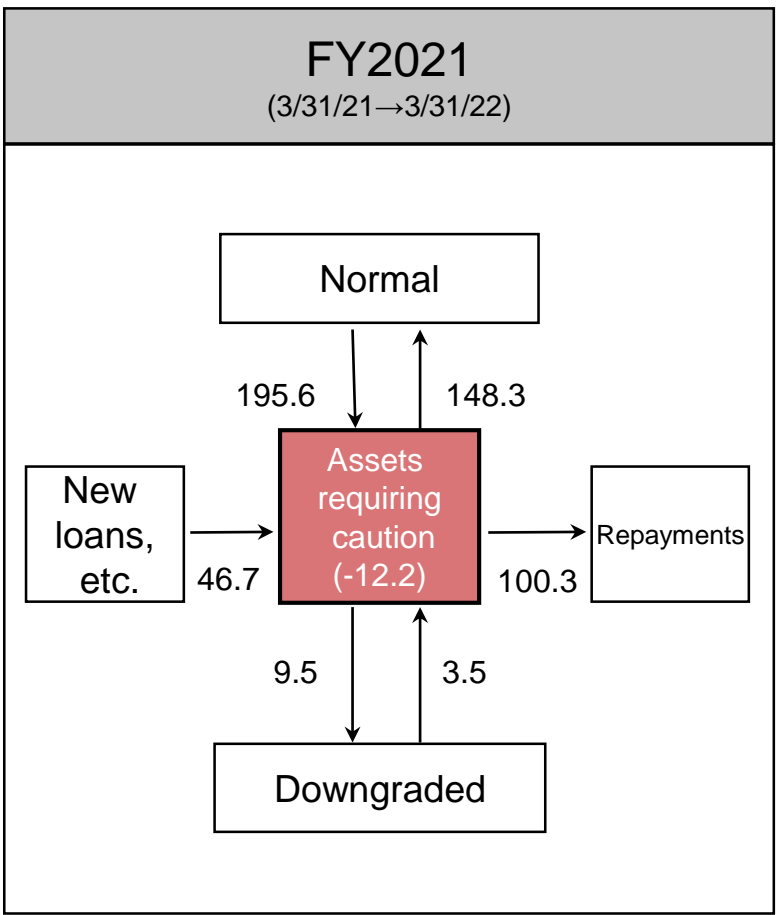 FY2021
(3/31/21→3/31/22)
Normal
195.6
148.3
New
loans,
etc.
46.7
Assets
requiring
caution
(-12.2)
100.3
Repayments
9.5
3.5
Downgraded